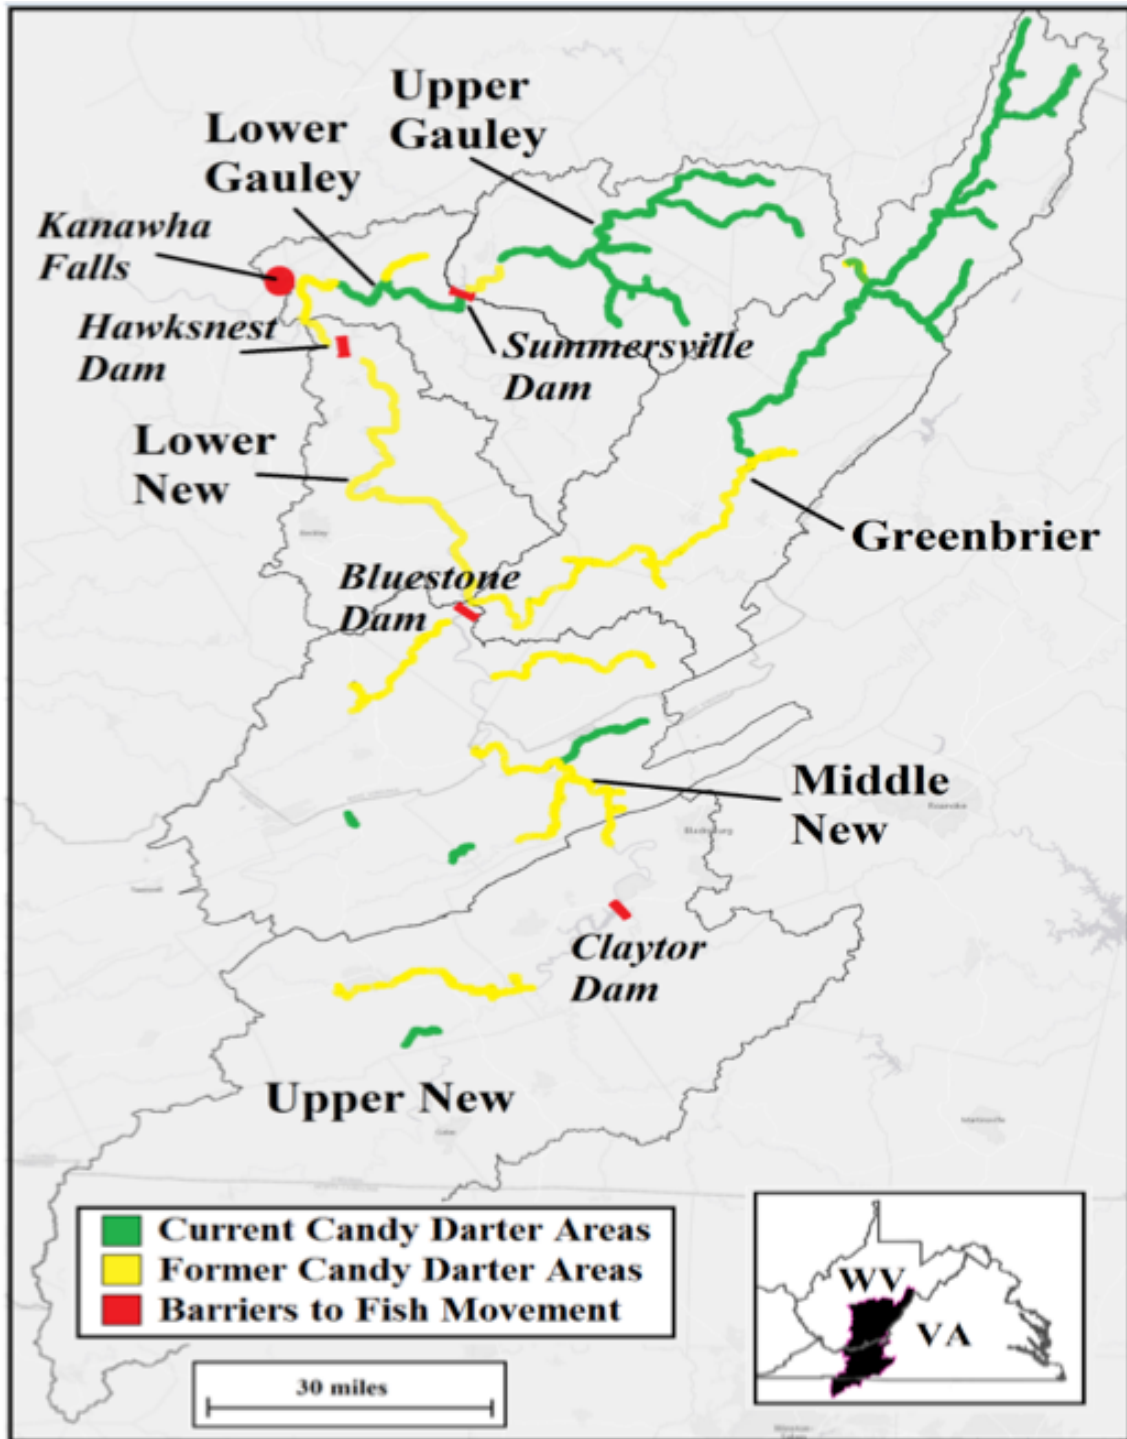 Upper
Gauley
Lower
Gauley
Kanawha
Falls
Hawksnest
Dam
Summersville
Dam
Lower
New
Greenbrier
Bluestone
Dam
Middle
New
Claytor
Dam
Upper New
Current Candy Darter Areas
Former Candy Darter Areas
Barriers to Fish Movement
30 miles
WV
VA